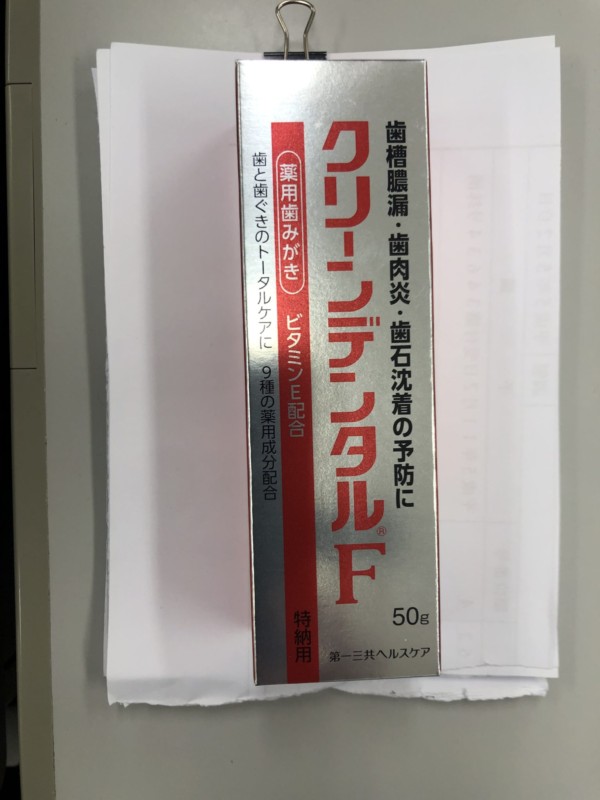 歯槽膿漏・歯肉炎・歯石沈着の予防に
クリーンデンタル®F
薬用歯みがき ビタミンE配合
歯と歯ぐきのトータルケアに 9種の薬用成分配合
特納用
50g
第一三共ヘルスケア